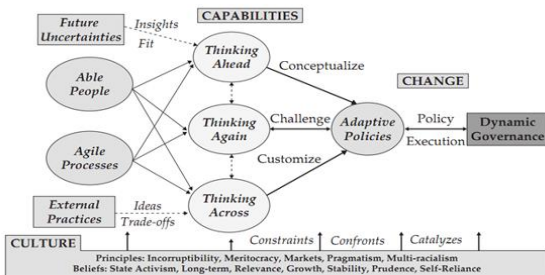 CAPABILITIES
Future
Uncertainties
Insights
Fit
Thinking
Ahead
Conceptualize
CHANGE
Able
People
Thinking
Again
Challenge
Adaptive
Policies
Policy
Execution
Dynamic
Governance
Agile
Processes
Customize
External
Practices
Ideas
Trade-offs
Thinking
Across
CULTURE
Constraints
Confronts
Catalyzes
Principles: Incorruptibility, Meritocracy, Markets, Pragmatism, Multi-racialism
Beliefs: State Activism, Long-term, Relevance, Growth, Stability, Prudence, Self-Reliance